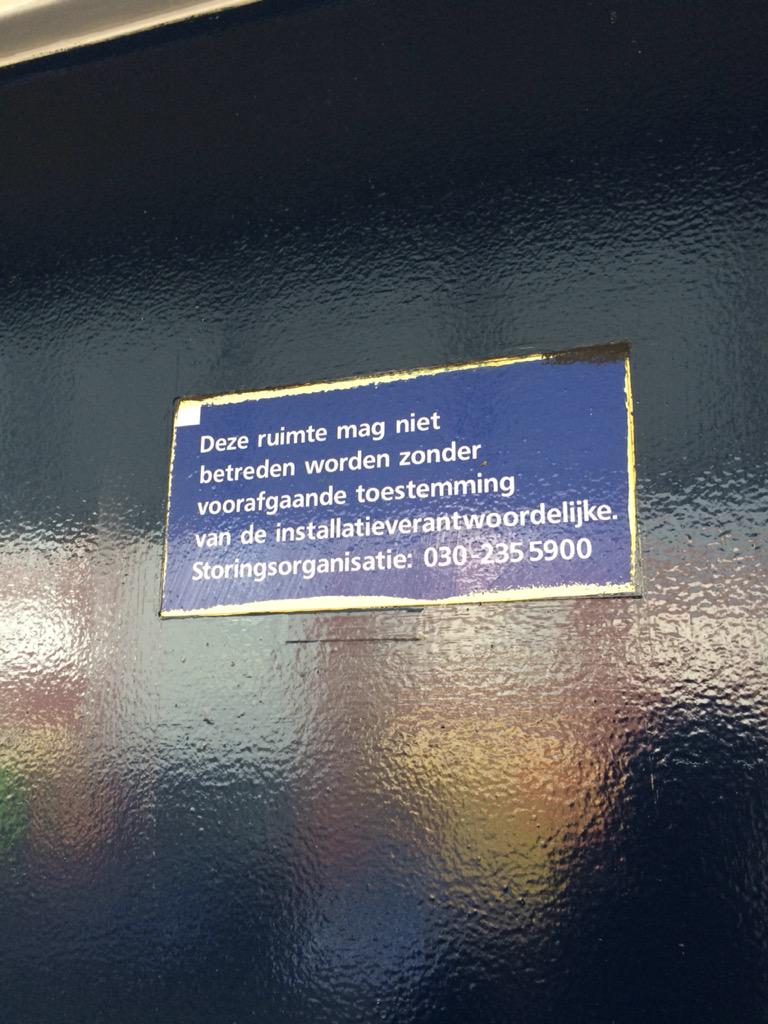 Deze ruimte mag niet
betreden worden zonder
voorafgaande toestemming
van de installatieverantwoordelijke.
Storingsorganisatie: 030 235 5900